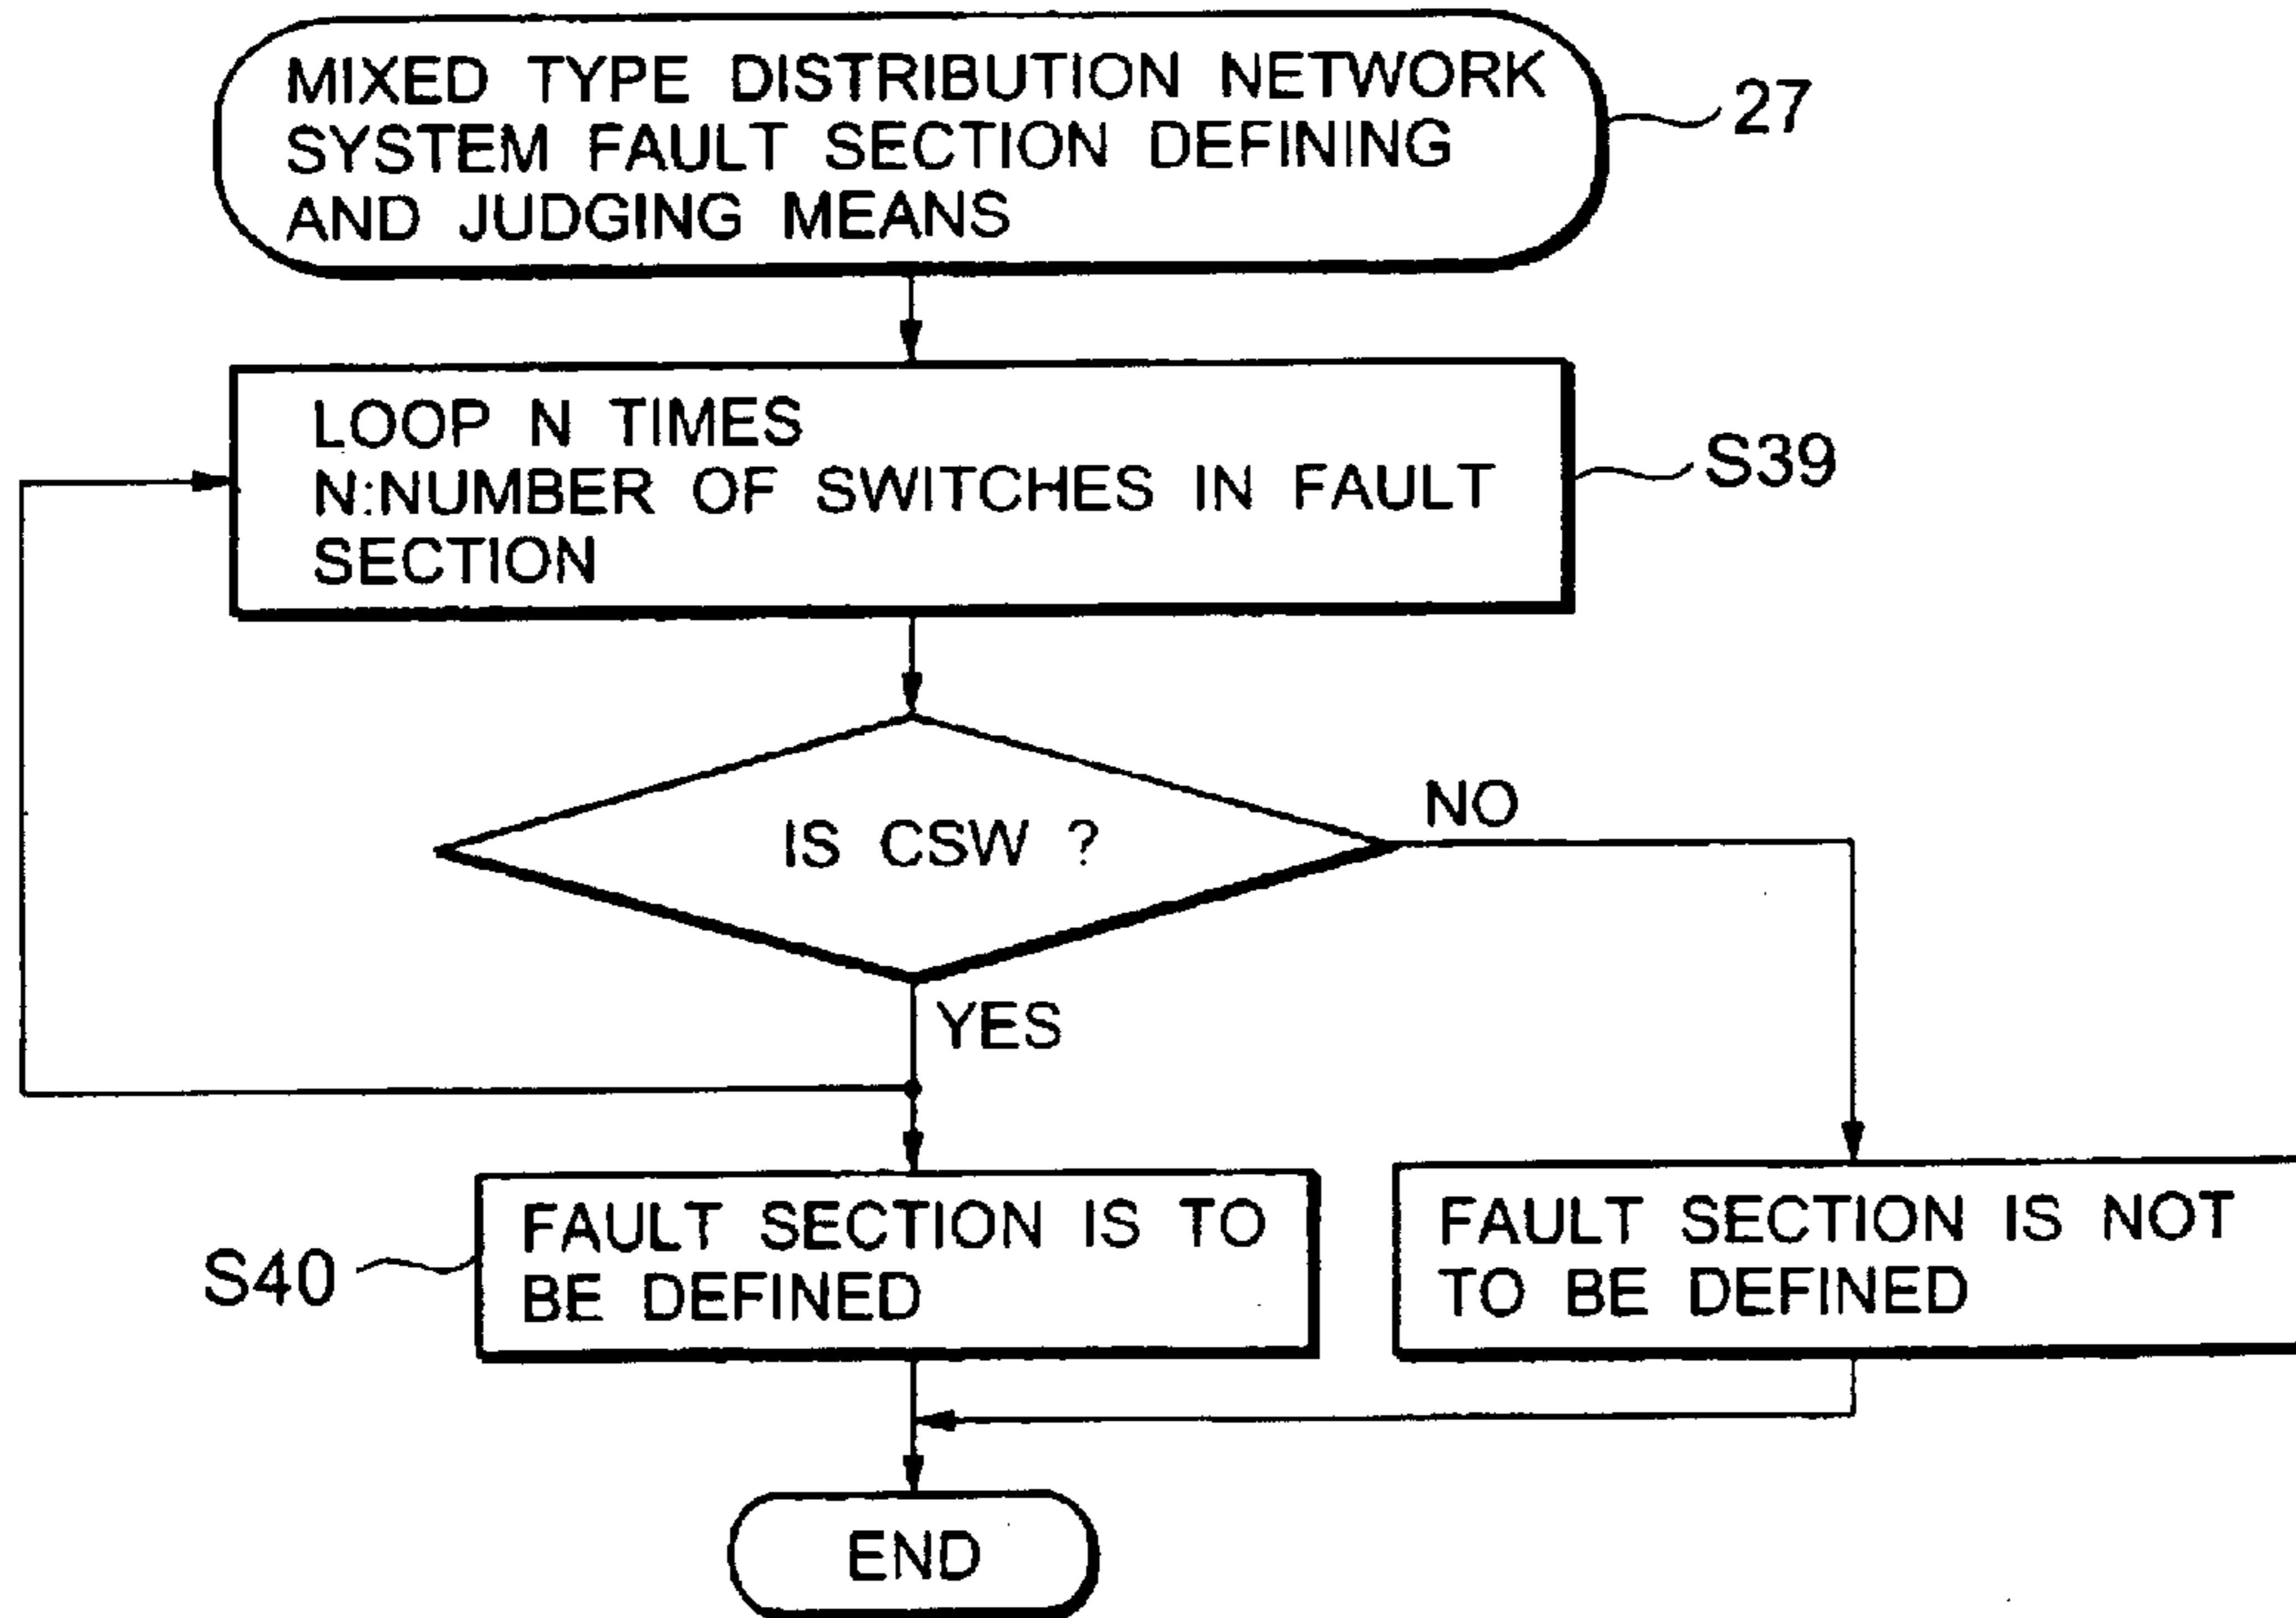 MIXED TYPE DISTRIBUTION NETWORK
SYSTEM FAULT SECTION DEFINING
AND JUDGING MEANS
27
LOOP N TIMES
N:NUMBER OF SWITCHES IN FAULT
SECTION
S39
IS CSW ?
NO
YES
FAULT SECTION IS TO
BE DEFINED
S40
FAULT SECTION IS NOT
TO BE DEFINED
END